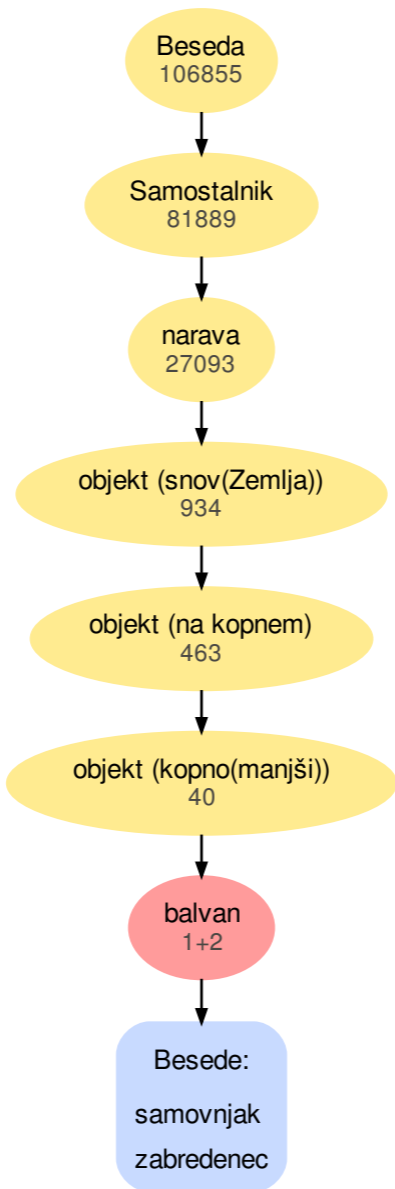 Beseda
106855
Samostalnik
81889
narava
27093
objekt (snov(Zemlja))
934
objekt (na kopnem)
463
objekt (kopno(manjši))
40
balvan
1+2
Besede:
samovnjak
zabredenec